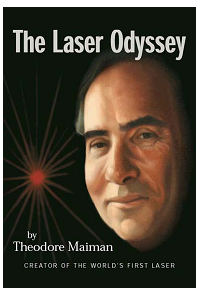 The Laser Odyssey
by
Theodore Maiman
CREATOR OF THE WORLD'S FIRST LASER